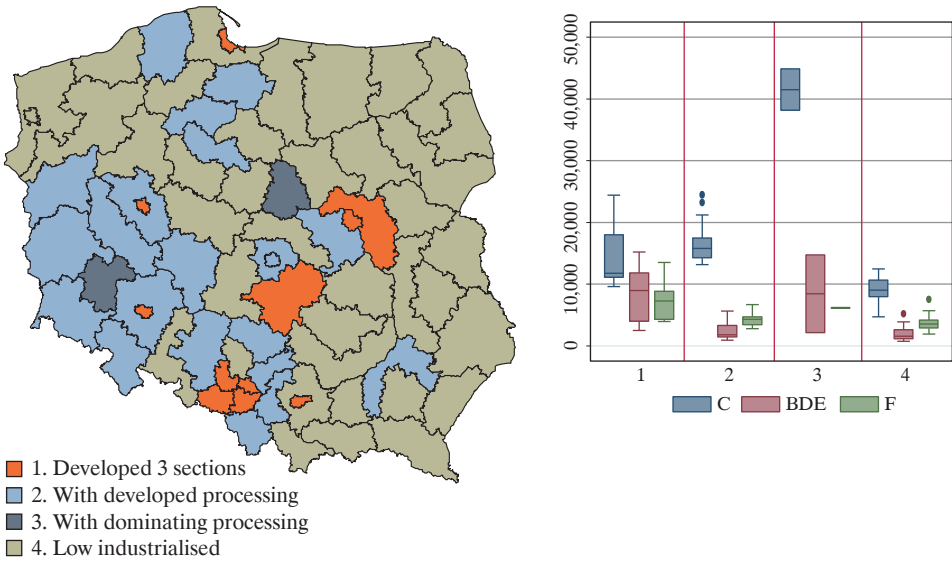 1. Developed 3 sections
2. With developed processing
3. With dominating processing
4. Low industrialised
50,000
40,000
30,000
20,000
10,000
0
1 2 3 4
C BDE F